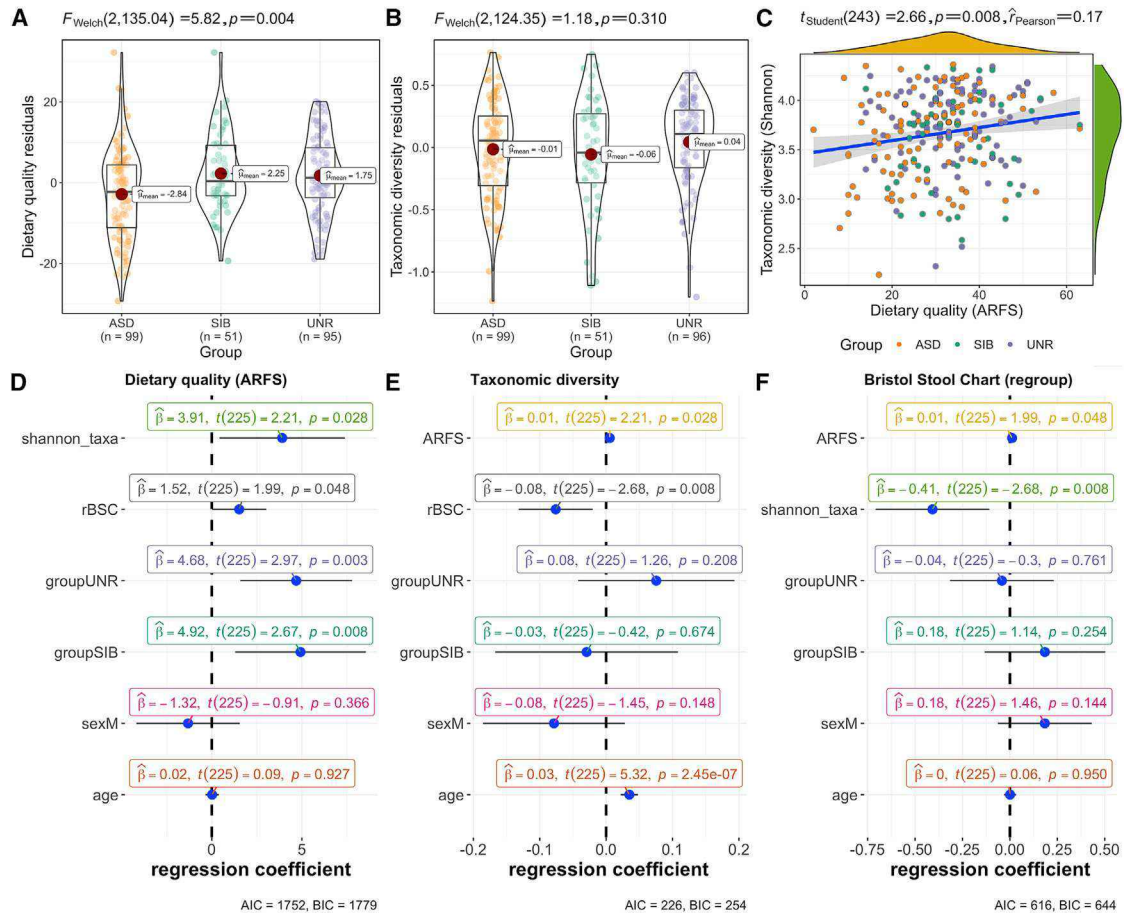 A
F_Welch(2,135.04) =5.82, p=0.004
Dietary quality residuals
20
0
-20
μ̂mean = -2.84
μ̂mean = 2.25
μ̂mean = 1.75
ASD
(n = 99)
SIB
(n = 51)
UNR
(n = 95)
Group
B
F_Welch(2,124.35) =1.18, p=0.310
Taxonomic diversity residuals
0.5
0.0
-0.5
-1.0
μ̂mean = -0.01
μ̂mean = -0.06
μ̂mean = 0.04
ASD
(n = 99)
SIB
(n = 51)
UNR
(n = 96)
Group
C
t_Student(243) =2.66, p=0.008, r̂_Pearson=0.17
Taxonomic diversity (Shannon)
4.0
3.5
3.0
2.5
0
20
40
60
Dietary quality (ARFS)
Group ASD SIB UNR
D
Dietary quality (ARFS)
β̂ = 3.91, t(225) = 2.21, p = 0.028
shannon_taxa
β̂ = 1.52, t(225) = 1.99, p = 0.048
rBSC
β̂ = 4.68, t(225) = 2.97, p = 0.003
groupUNR
β̂ = 4.92, t(225) = 2.67, p = 0.008
groupSIB
β̂ = −1.32, t(225) = −0.91, p = 0.366
sexM
β̂ = 0.02, t(225) = 0.09, p = 0.927
age
0
5
regression coefficient
AIC = 1752, BIC = 1779
E
Taxonomic diversity
β̂ = 0.01, t(225) = 2.21, p = 0.028
ARFS
β̂ = −0.08, t(225) = −2.68, p = 0.008
rBSC
β̂ = 0.08, t(225) = 1.26, p = 0.208
groupUNR
β̂ = −0.03, t(225) = −0.42, p = 0.674
groupSIB
β̂ = −0.08, t(225) = −1.45, p = 0.148
sexM
β̂ = 0.03, t(225) = 5.32, p = 2.45e-07
age
-0.2
-0.1
0.0
0.1
0.2
regression coefficient
AIC = 226, BIC = 254
F
Bristol Stool Chart (regroup)
β̂ = 0.01, t(225) = 1.99, p = 0.048
ARFS
β̂ = −0.41, t(225) = −2.68, p = 0.008
shannon_taxa
β̂ = −0.04, t(225) = −0.3, p = 0.761
groupUNR
β̂ = 0.18, t(225) = 1.14, p = 0.254
groupSIB
β̂ = 0.18, t(225) = 1.46, p = 0.144
sexM
β̂ = 0, t(225) = 0.06, p = 0.950
age
-0.75
-0.50
-0.25
0.00
0.25
0.50
regression coefficient
AIC = 616, BIC = 644